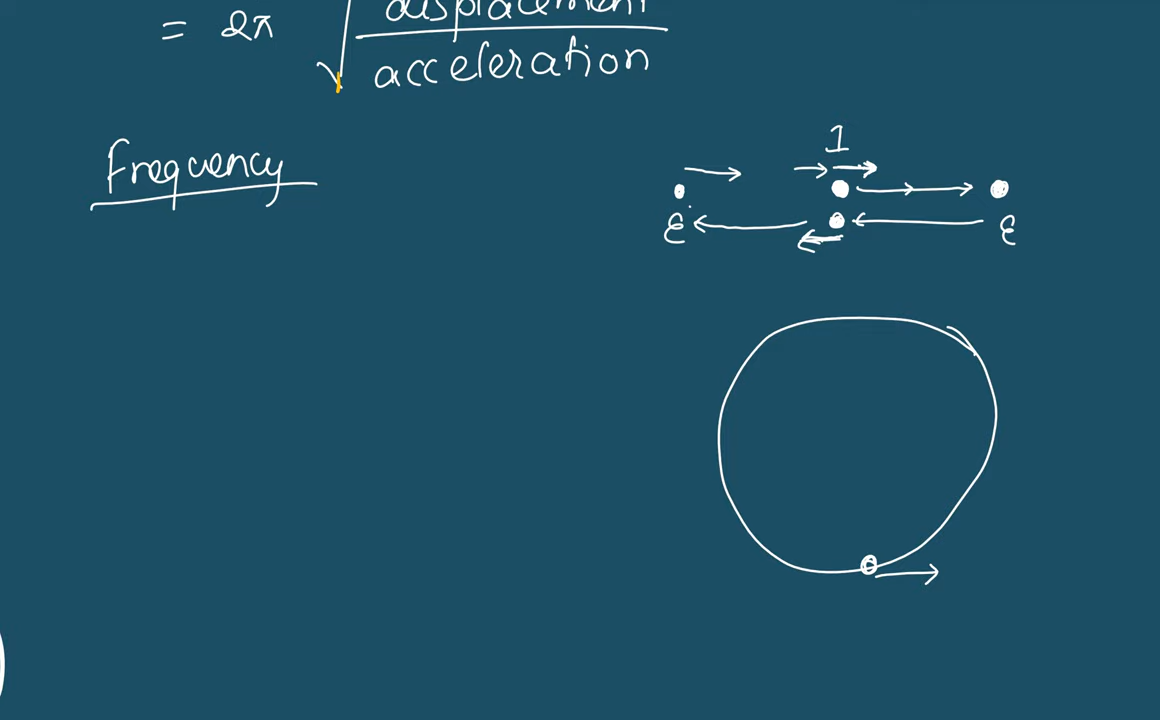 = 2π √ displacement
acceleration
frequency
1
ε ε